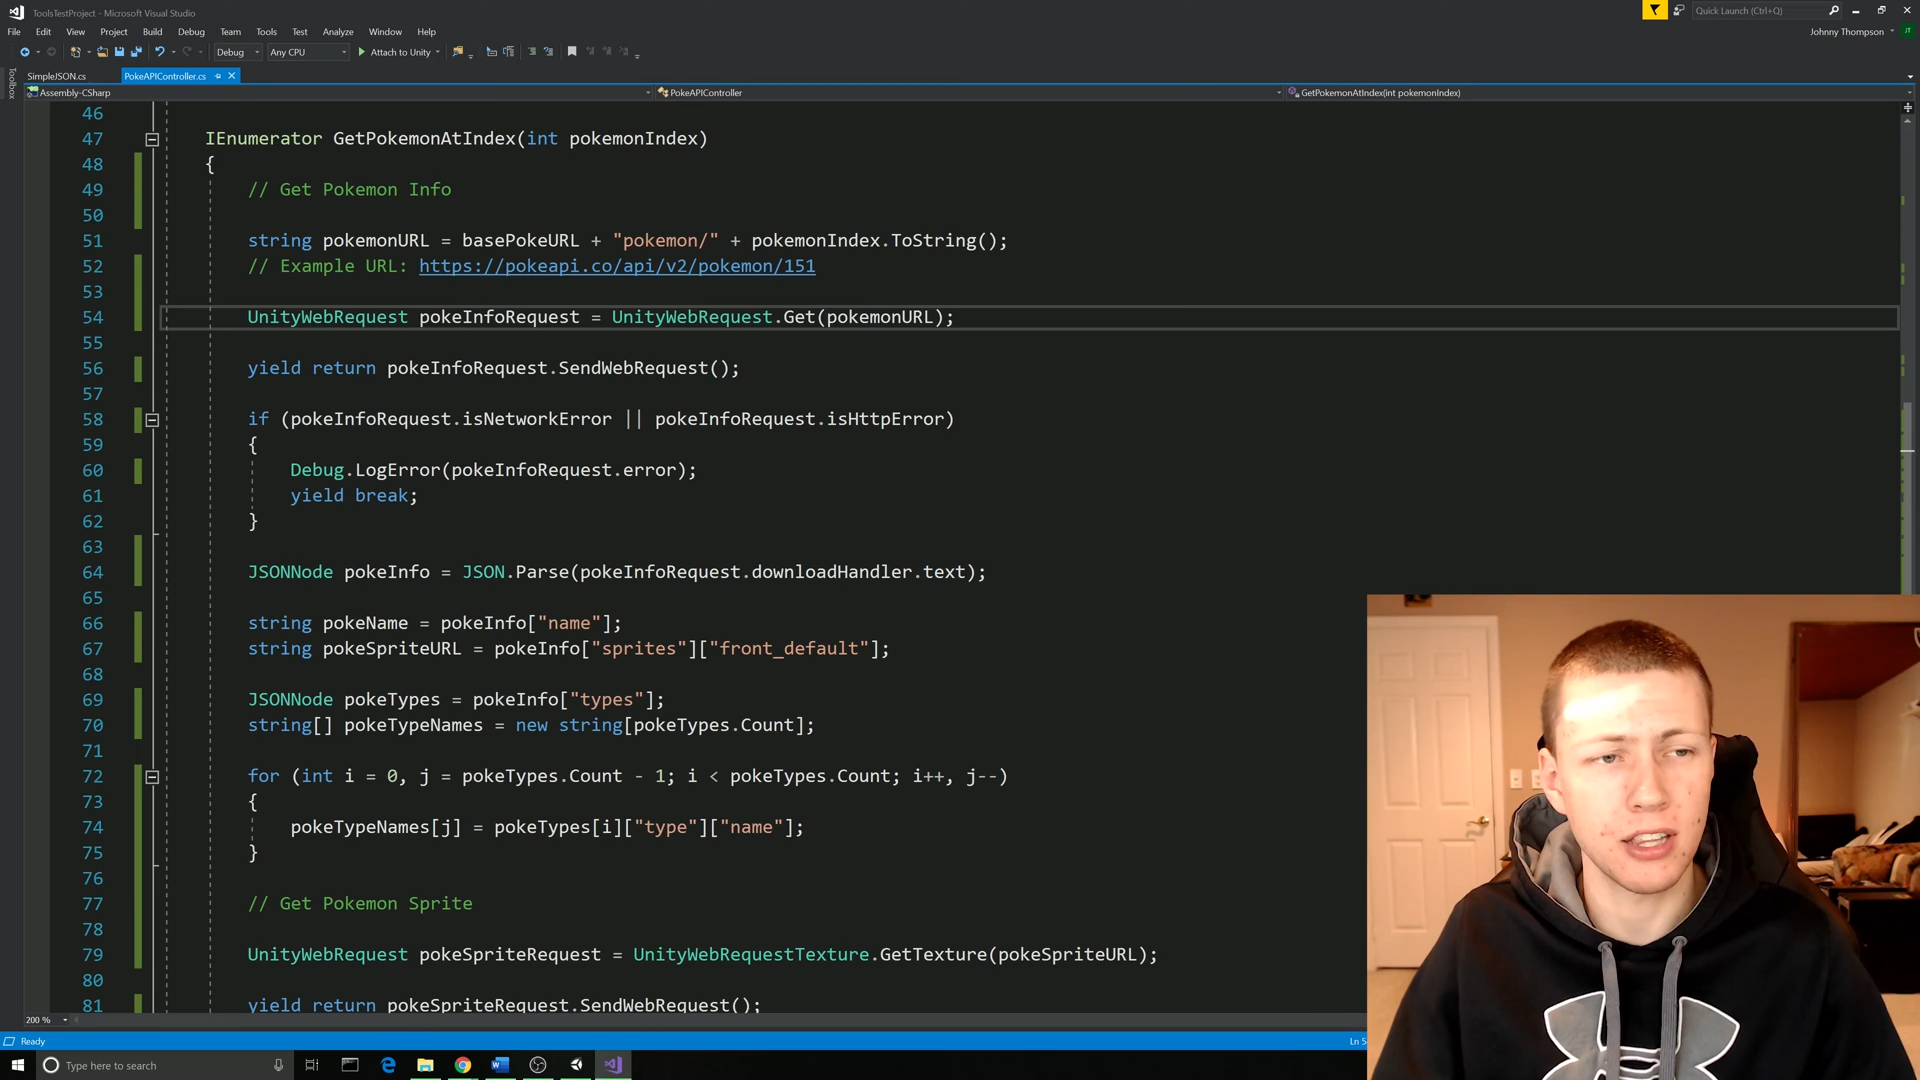 ToolsTestProject - Microsoft Visual Studio
Quick Launch (Ctrl+Q)
File Edit View Project Build Debug Team Tools Test Analyze Window Help
Johnny Thompson
JT
Debug Any CPU Attach to Unity
Toolbox
SimpleJSON.cs PokeAPIController.cs
Assembly-CSharp PokeAPIController GetPokemonAtIndex(int pokemonIndex)
46
47 IEnumerator GetPokemonAtIndex(int pokemonIndex)
48 {
49 // Get Pokemon Info
50
51 string pokemonURL = basePokeURL + "pokemon/" + pokemonIndex.ToString();
52 // Example URL: https://pokeapi.co/api/v2/pokemon/151
53
54 UnityWebRequest pokeInfoRequest = UnityWebRequest.Get(pokemonURL);
55
56 yield return pokeInfoRequest.SendWebRequest();
57
58 if (pokeInfoRequest.isNetworkError || pokeInfoRequest.isHttpError)
59 {
60 Debug.LogError(pokeInfoRequest.error);
61 yield break;
62 }
63
64 JSONNode pokeInfo = JSON.Parse(pokeInfoRequest.downloadHandler.text);
65
66 string pokeName = pokeInfo["name"];
67 string pokeSpriteURL = pokeInfo["sprites"]["front_default"];
68
69 JSONNode pokeTypes = pokeInfo["types"];
70 string[] pokeTypeNames = new string[pokeTypes.Count];
71
72 for (int i = 0, j = pokeTypes.Count - 1; i < pokeTypes.Count; i++, j--)
73 {
74 pokeTypeNames[j] = pokeTypes[i]["type"]["name"];
75 }
76
77 // Get Pokemon Sprite
78
79 UnityWebRequest pokeSpriteRequest = UnityWebRequestTexture.GetTexture(pokeSpriteURL);
80
81 yield return pokeSpriteRequest.SendWebRequest();
200 %
Ready
Ln 5
Type here to search